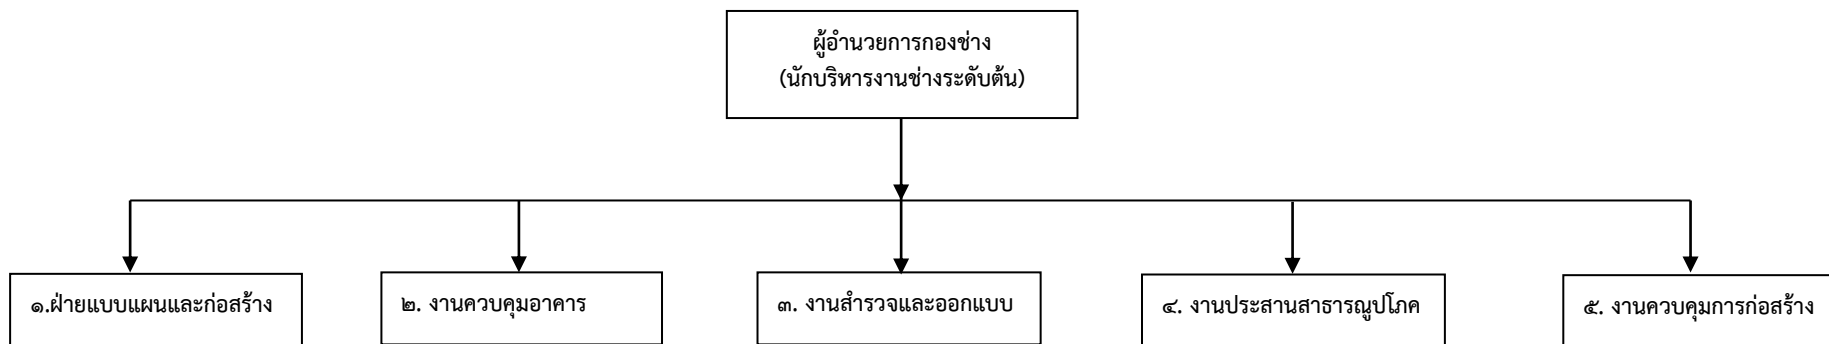 ผู้อำนวยการกองช่าง
(นักบริหารงานช่างระดับต้น)
๑.ฝ่ายแบบแผนและก่อสร้าง
๒. งานควบคุมอาคาร
๓. งานสำรวจและออกแบบ
๔. งานประสานสาธารณูปโภค
๕. งานควบคุมการก่อสร้าง